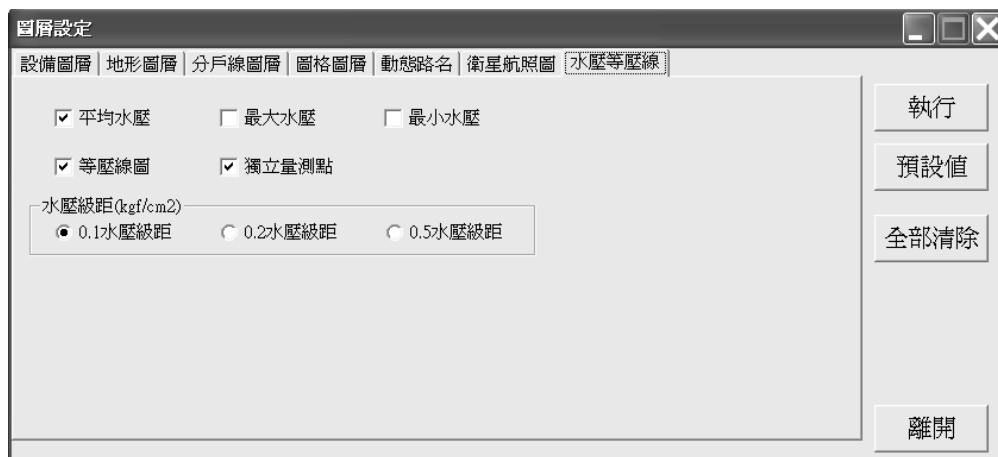 圖層設定
設備圖層 地形圖層 分戶線圖層 圖格圖層 動態路名 衛星航照圖 水壓等壓線
平均水壓 最大水壓 最小水壓
等壓線圖 獨立量測點
水壓級距(kgf/cm2)
0.1水壓級距 0.2水壓級距 0.5水壓級距
執行
預設值
全部清除
離開